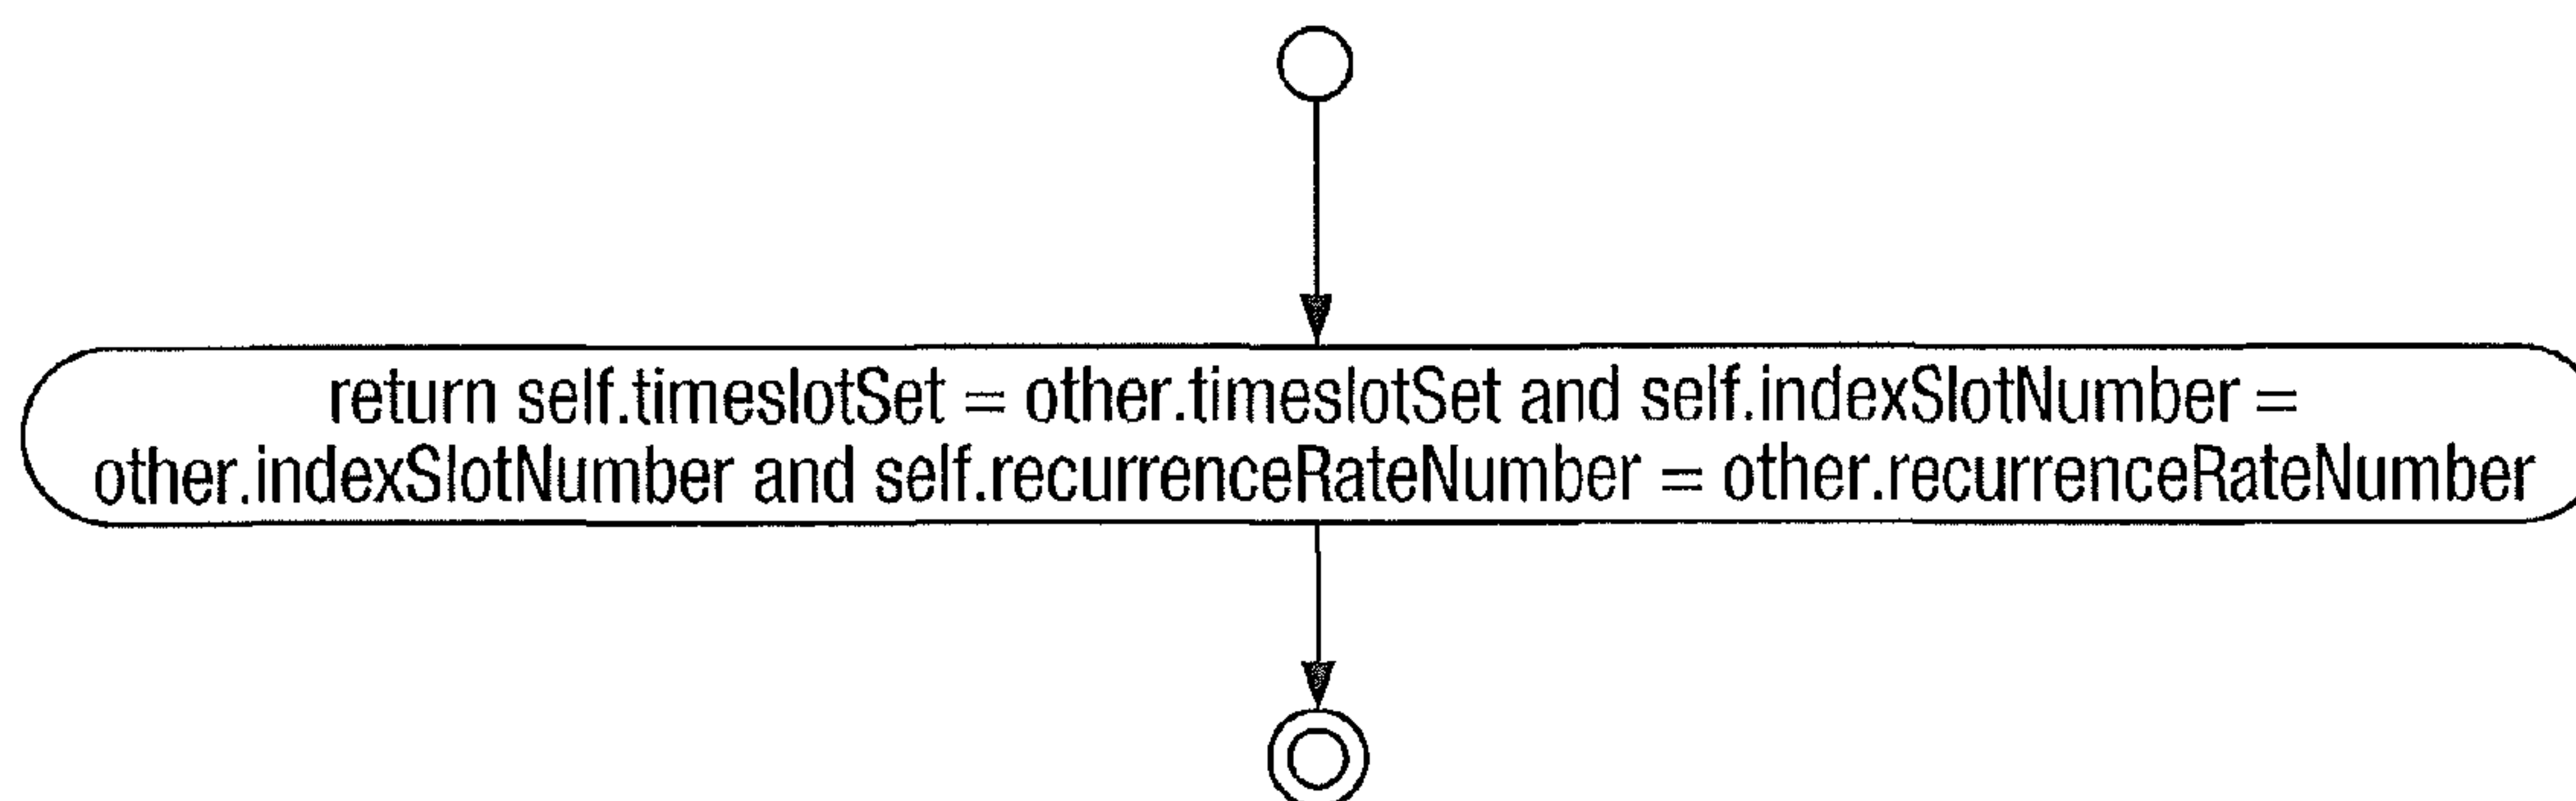 return self.timeslotSet = other.timeslotSet and self.indexSlotNumber =
other.indexSlotNumber and self.recurrenceRateNumber = other.recurrenceRateNumber